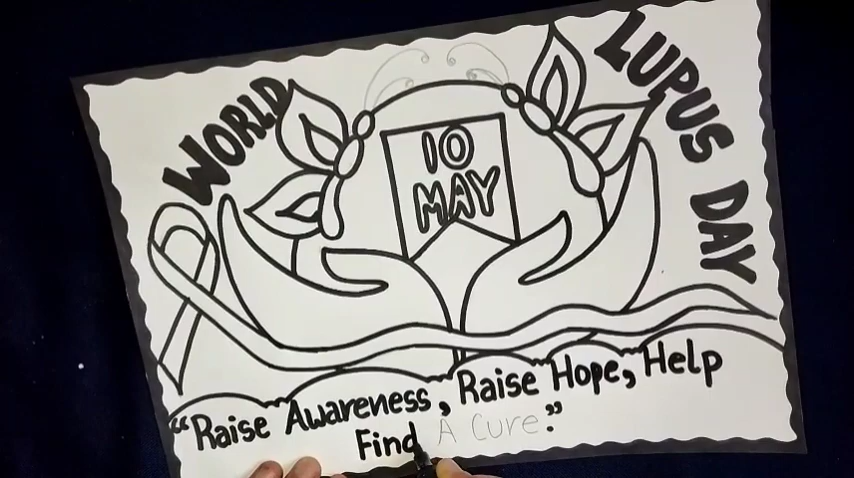 WORLD
LUPUS DAY
10
MAY
“Raise Awareness, Raise Hope, Help
Find A Cure.”